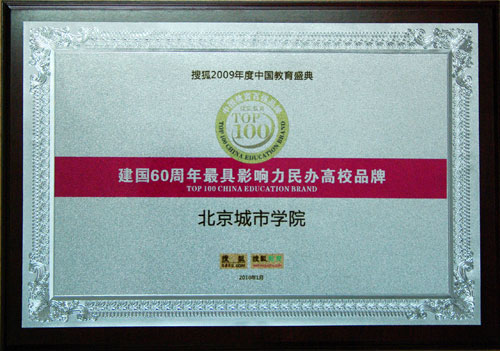 搜狐2009年度中国教育盛典
TOP
100
TOP 100 CHINA EDUCATION BRAND
建国60周年最具影响力民办高校品牌
TOP 100 CHINA EDUCATION BRAND
北京城市学院
搜狐
搜狐教育
2010年1月